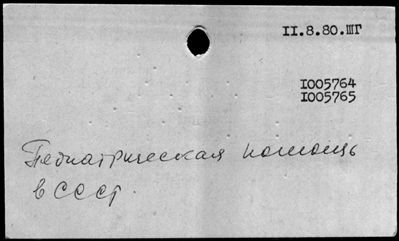 II.8.80.ШГ
I005764
I005765
Педиатрическая помощь
в СССР.